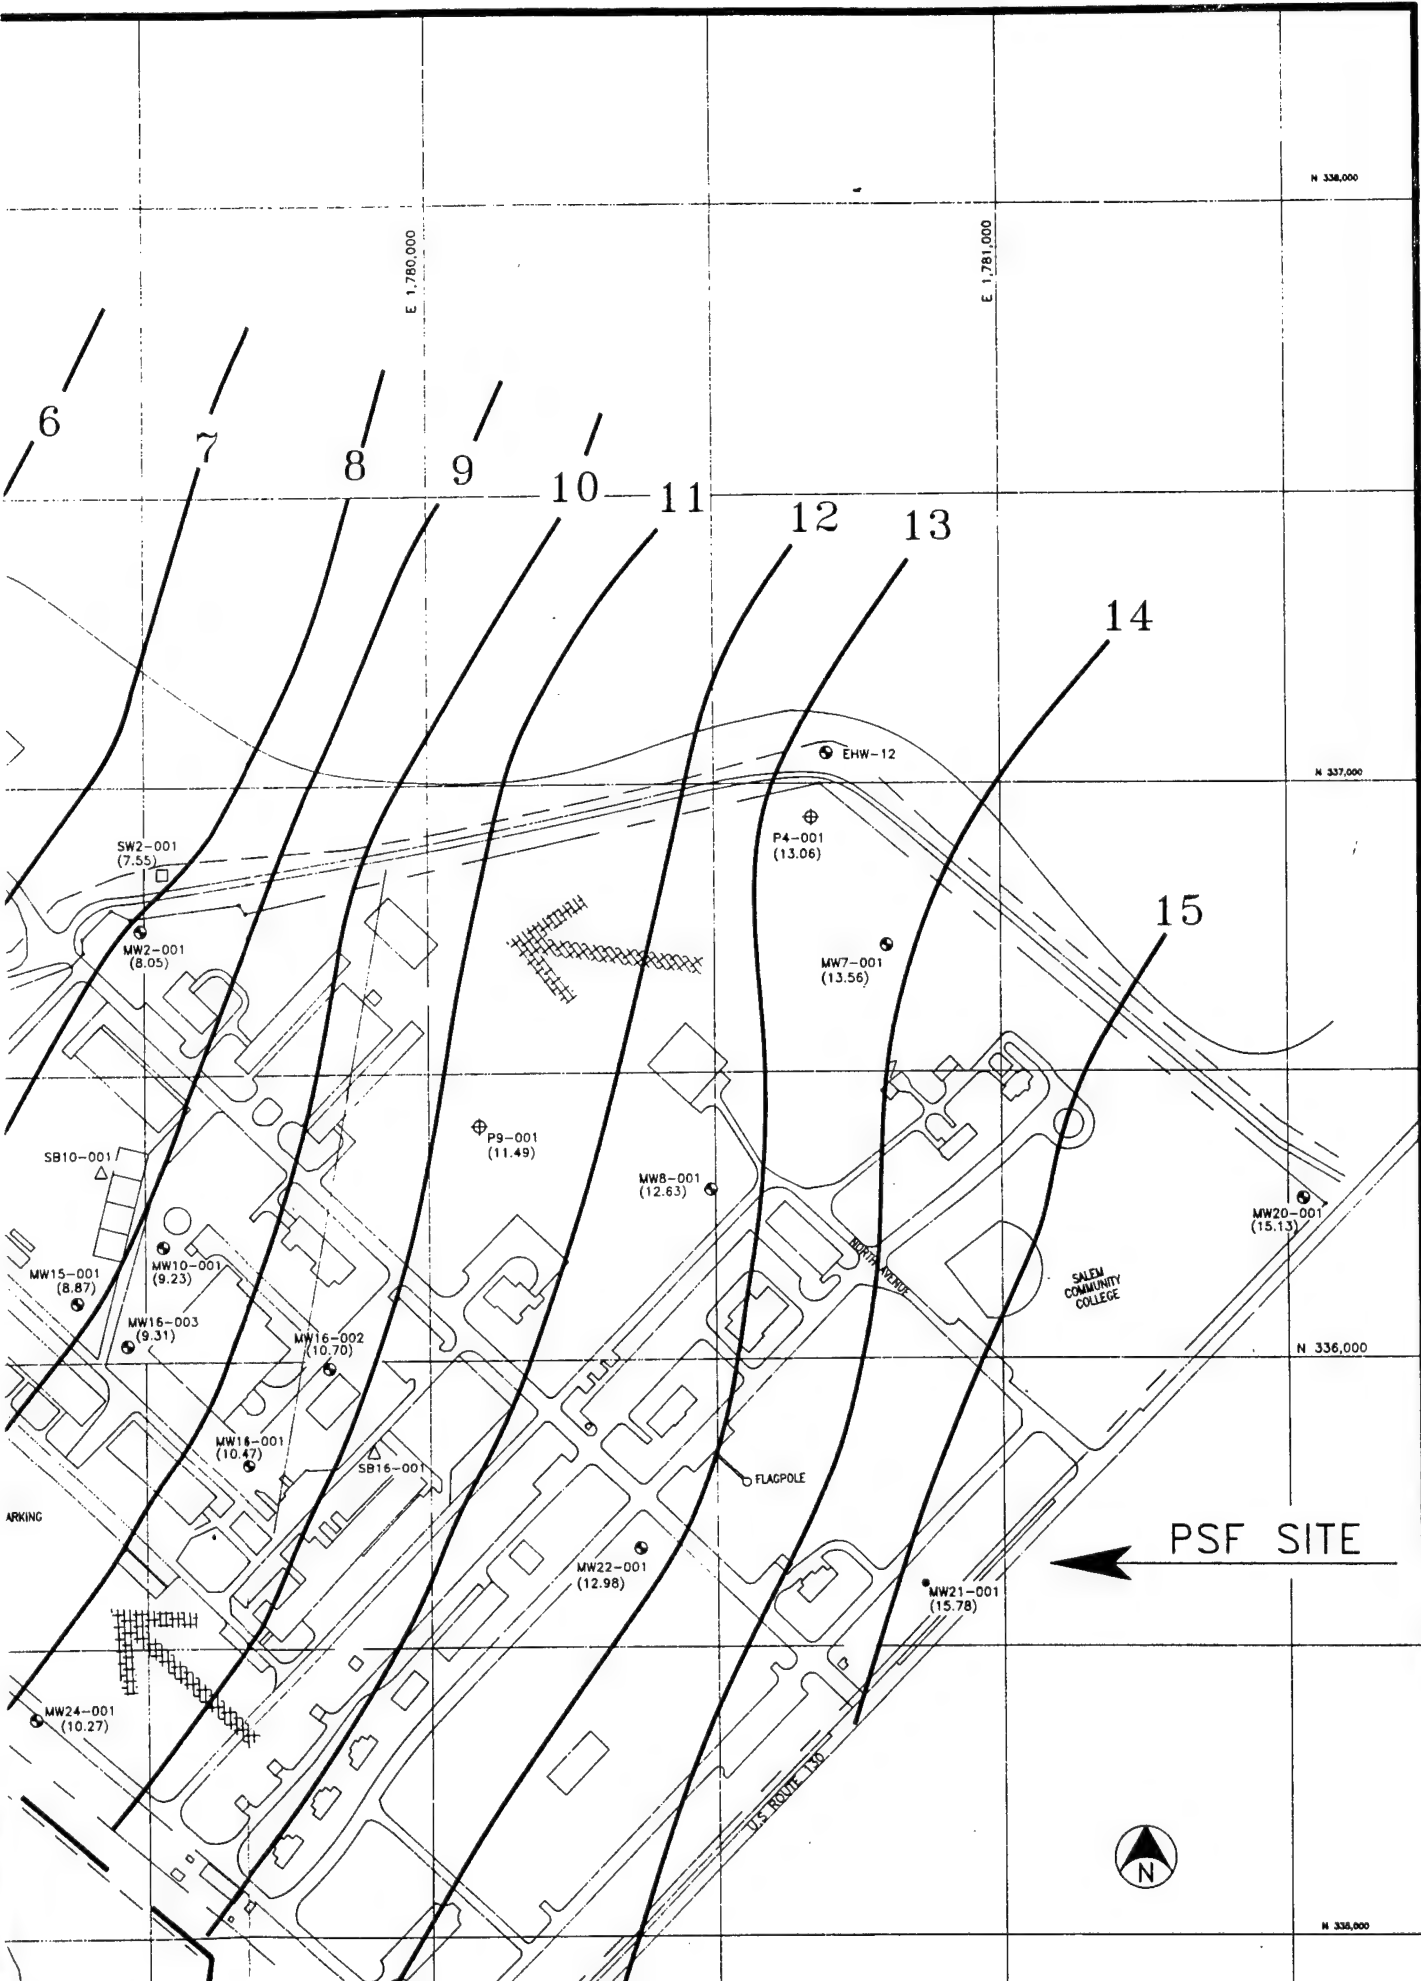 N 338,000
E 1,780,000
E 1,781,000
6
7
8
9
10
11
12
13
14
EHW-12
N 337,000
P4-001
(13.06)
SW2-001
(7.55)
15
MW2-001
(8.05)
MW7-001
(13.56)
P9-001
(11.49)
SB10-001
MW8-001
(12.63)
MW20-001
(15.13)
NORTH AVENUE
MW10-001
(9.23)
MW15-001
(8.87)
SALEM
COMMUNITY
COLLEGE
MW16-003
(9.31)
MW16-002
(10.70)
N 336,000
MW16-001
(10.47)
SB16-001
FLAGPOLE
ARKING
PSF SITE
MW22-001
(12.98)
MW21-001
(15.78)
MW24-001
(10.27)
U.S ROUTE 130
N
N 335,000